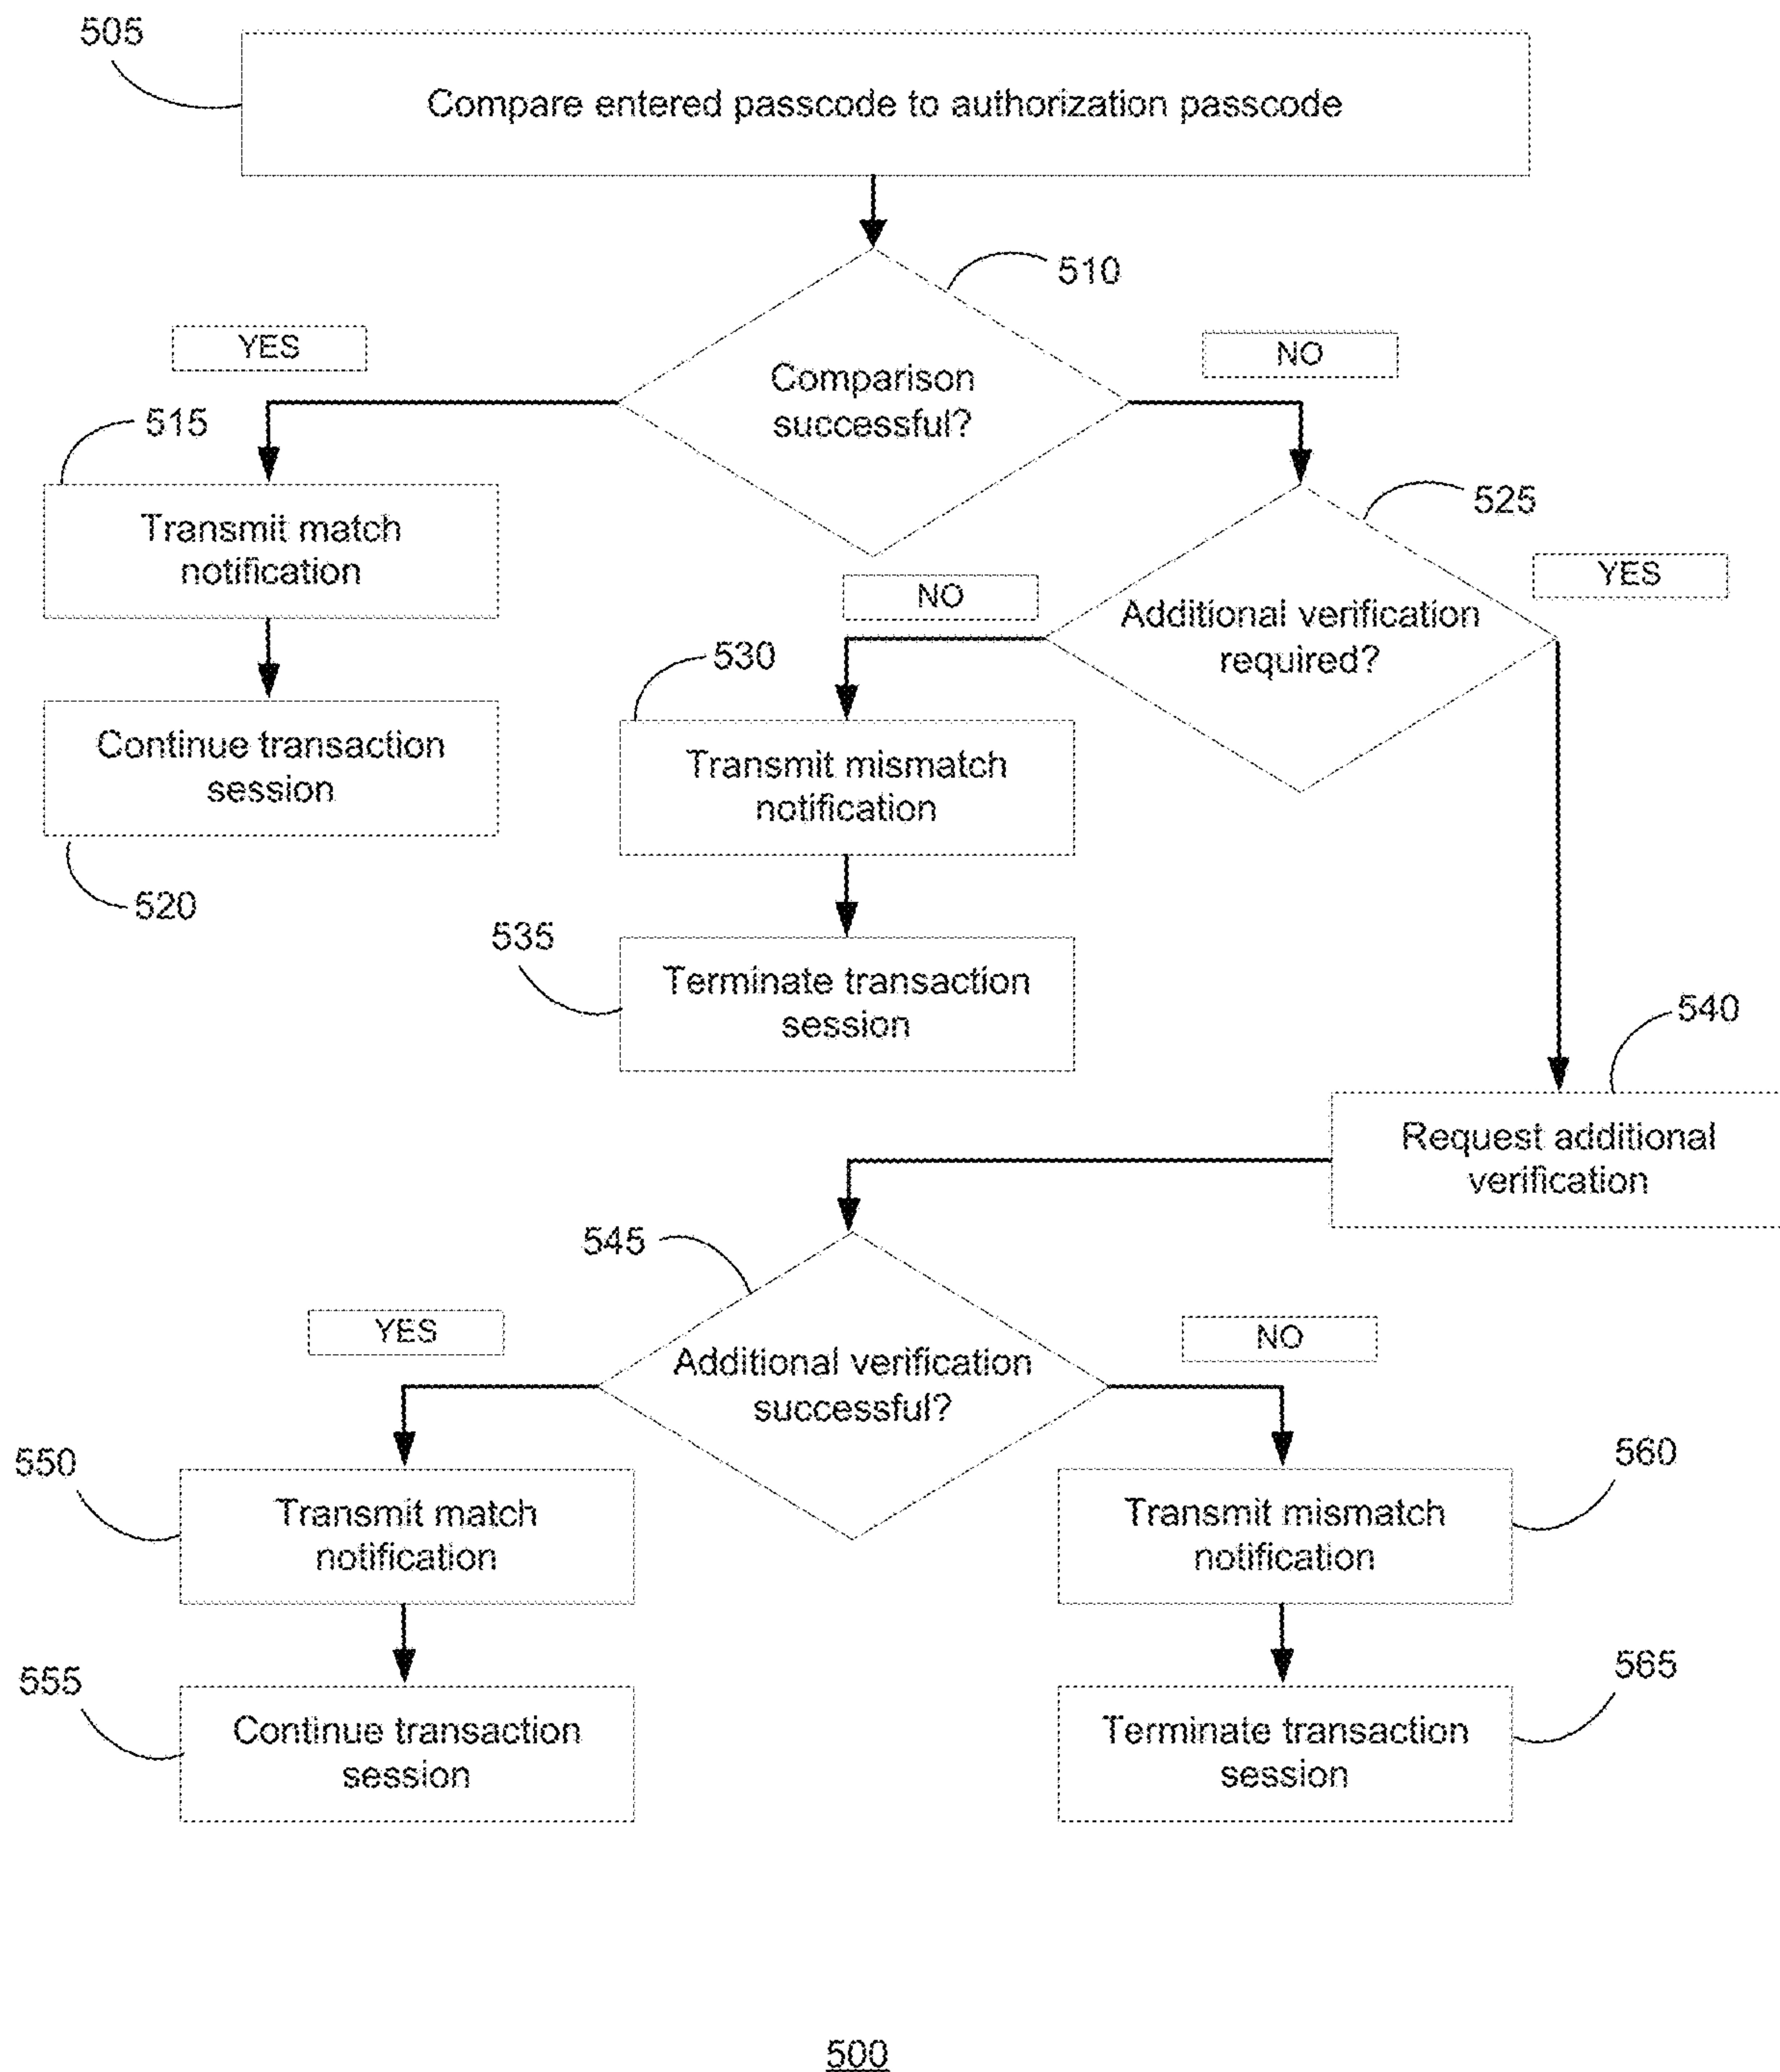 505
Compare entered passcode to authorization passcode
510
YES
NO
Comparison
successful?
515
525
Transmit match
notification
YES
NO
Additional verification
required?
530
Continue transaction
session
Transmit mismatch
notification
520
535
Terminate transaction
session
540
Request additional
verification
545
YES
NO
Additional verification
successful?
550
560
Transmit match
notification
Transmit mismatch
notification
555
565
Continue transaction
session
Terminate transaction
session
500